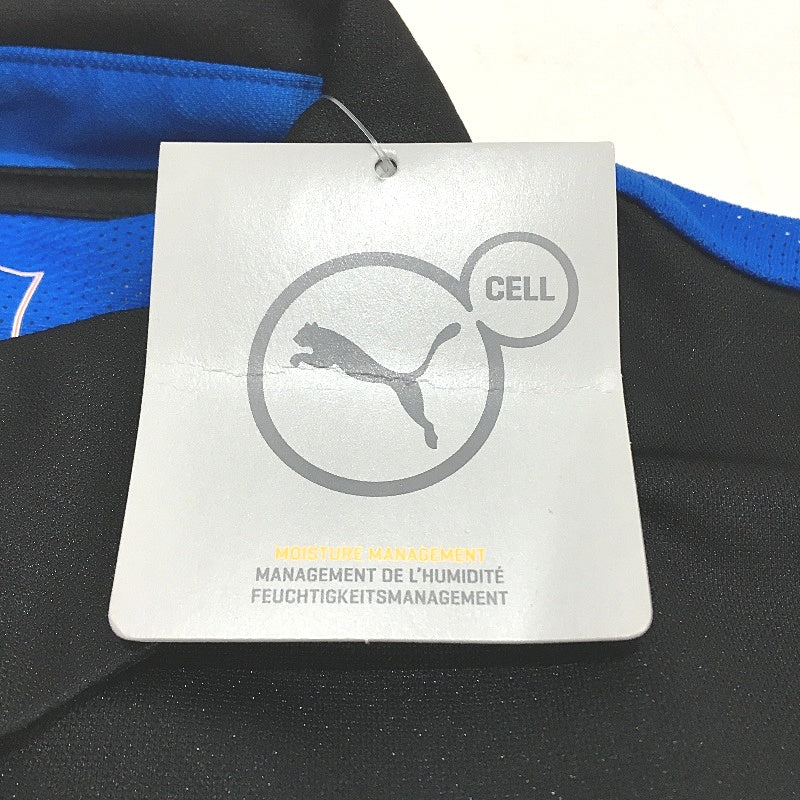 CELL
MOISTURE MANAGEMENT
MANAGEMENT DE L'HUMIDITÉ
FEUCHTIGKEITSMANAGEMENT